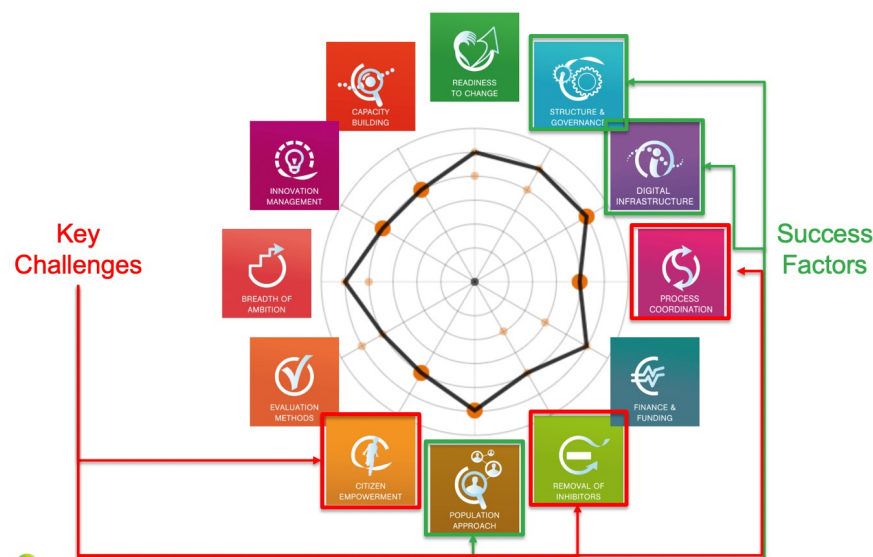 READINESS
TO CHANGE
STRUCTURE &
GOVERNANCE
DIGITAL
INFRASTRUCTURE
PROCESS
COORDINATION
FINANCE &
FUNDING
REMOVAL OF
INHIBITORS
POPULATION
APPROACH
CITIZEN
EMPOWERMENT
EVALUATION
METHODS
BREADTH OF
AMBITION
INNOVATION
MANAGEMENT
CAPACITY
BUILDING
Key
Challenges
Success
Factors